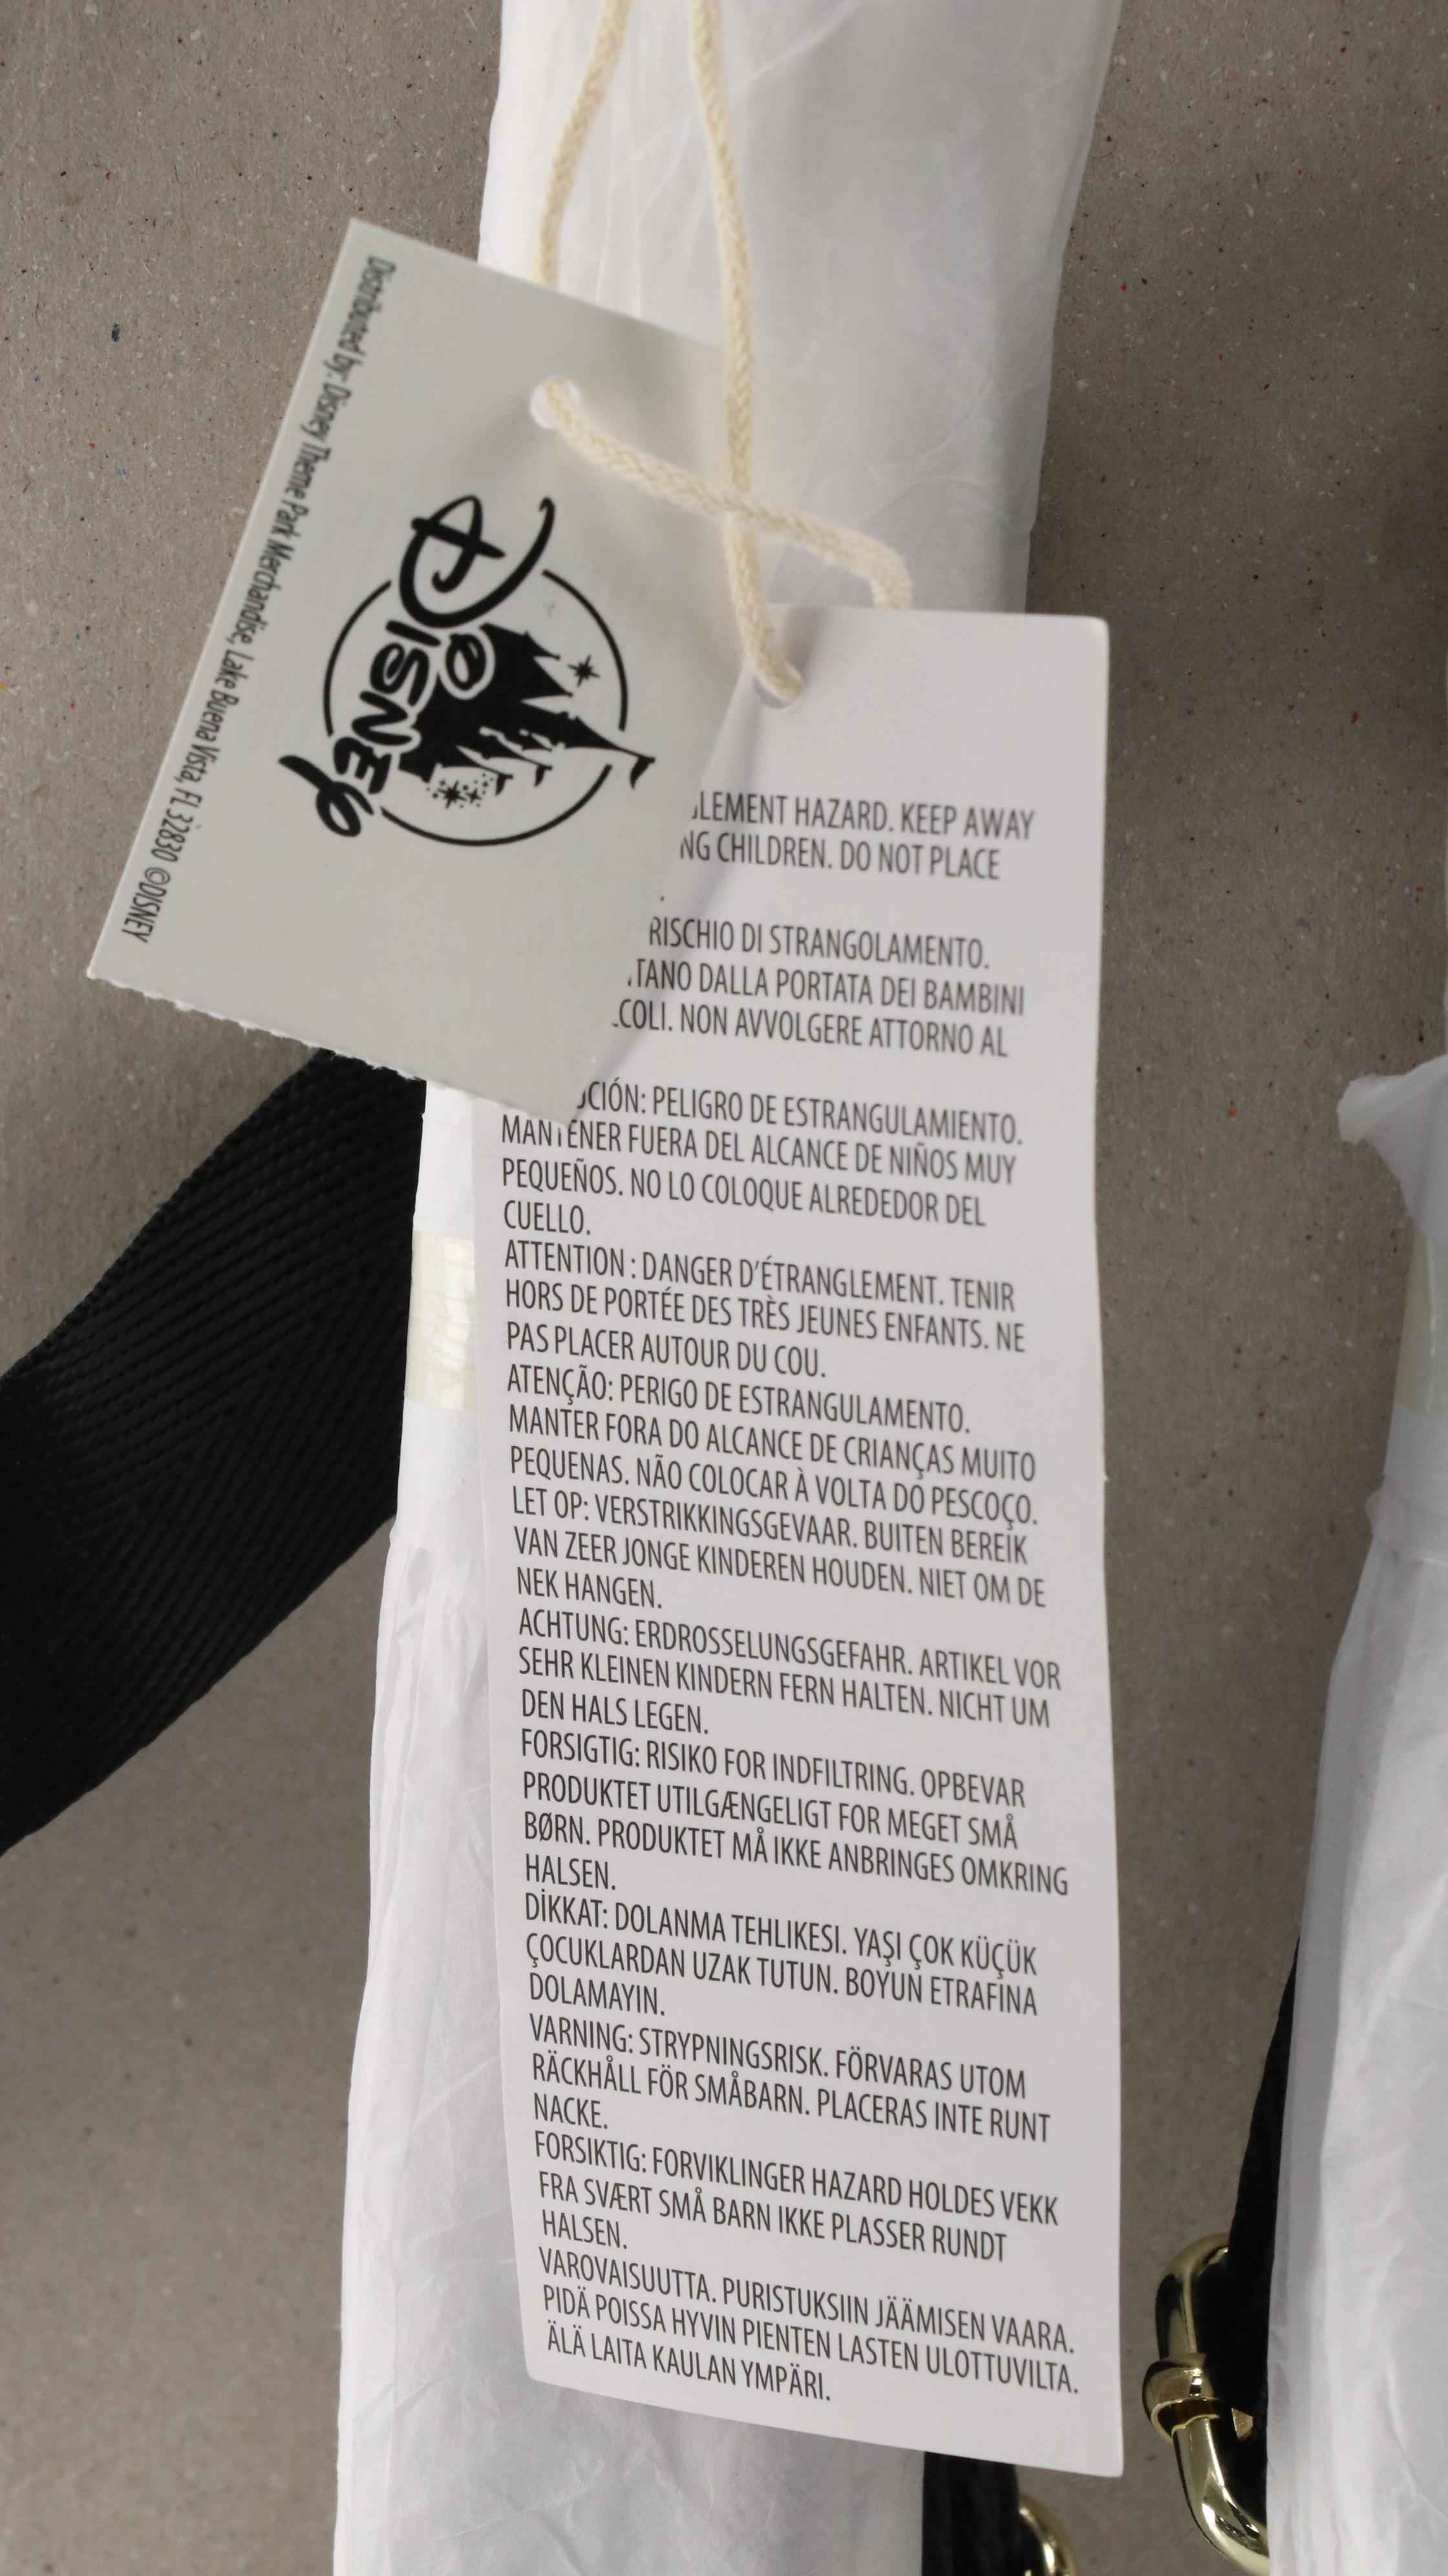 Distributed by: Disney Theme Park Merchandise, Lake Buena Vista, FL 32830 ©DISNEY
DISNEY
HAZARD. KEEP AWAY
CHILDREN. DO NOT PLACE
RISCHIO DI STRANGOLAMENTO.
DALLA PORTATA DEI BAMBINI
NON AVVOLGERE ATTORNO AL
PELIGRO DE ESTRANGULAMIENTO.
MANTENER FUERA DEL ALCANCE DE NIÑOS MUY
PEQUEÑOS. NO LO COLOQUE ALREDEDOR DEL
CUELLO.
ATTENTION : DANGER D'ÉTRANGLEMENT. TENIR
HORS DE PORTÉE DES TRÈS JEUNES ENFANTS. NE
PAS PLACER AUTOUR DU COU.
ATENÇÃO: PERIGO DE ESTRANGULAMENTO.
MANTER FORA DO ALCANCE DE CRIANÇAS MUITO
PEQUENAS. NÃO COLOCAR À VOLTA DO PESCOÇO.
LET OP: VERSTRIKKINGSGEVAAR. BUITEN BEREIK
VAN ZEER JONGE KINDEREN HOUDEN. NIET OM DE
NEK HANGEN.
ACHTUNG: ERDROSSELUNGSGEFAHR. ARTIKEL VOR
SEHR KLEINEN KINDERN FERN HALTEN. NICHT UM
DEN HALS LEGEN.
FORSIGTIG: RISIKO FOR INDFILTRING. OPBEVAR
PRODUKTET UTILGÆNGELIGT FOR MEGET SMÅ
BØRN. PRODUKTET MÅ IKKE ANBRINGES OMKRING
HALSEN.
DİKKAT: DOLANMA TEHLIKESI. YAŞI ÇOK KÜÇÜK
ÇOCUKLARDAN UZAK TUTUN. BOYUN ETRAFINA
DOLAMAYIN.
VARNING: STRYPNINGSRISK. FÖRVARAS UTOM
RÄCKHÅLL FÖR SMÅBARN. PLACERAS INTE RUNT
NACKE.
FORSIKTIG: FORVIKLINGER HAZARD HOLDES VEKK
FRA SVÆRT SMÅ BARN IKKE PLASSER RUNDT
HALSEN.
VAROVAISUUTTA. PURISTUKSIIN JÄÄMISEN VAARA.
PIDÄ POISSA HYVIN PIENTEN LASTEN ULOTTUVILTA.
ÄLÄ LAITA KAULAN YMPÄRI.